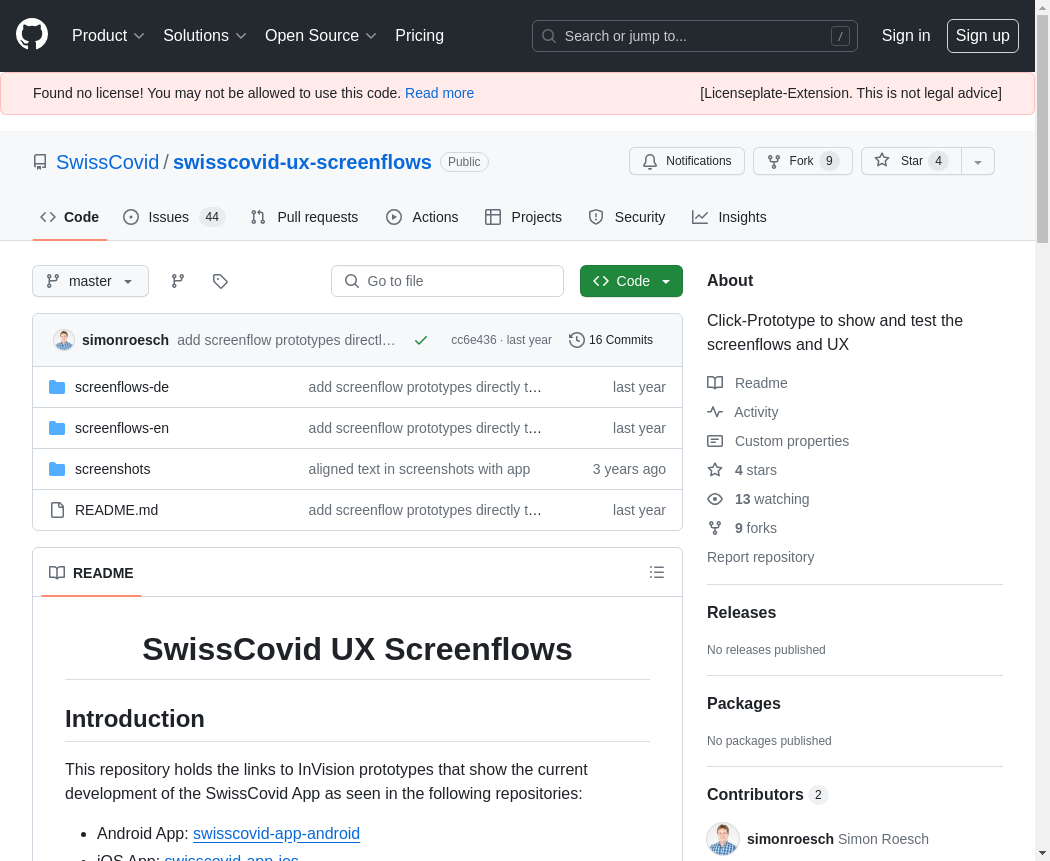 Product Solutions Open Source Pricing Search or jump to... / Sign in Sign up
Found no license! You may not be allowed to use this code. Read more [Licenseplate-Extension. This is not legal advice]
SwissCovid / swisscovid-ux-screenflows Public Notifications Fork 9 Star 4
Code Issues 44 Pull requests Actions Projects Security Insights
master Go to file Code
simonroesch add screenflow prototypes directl... cc6e436 · last year 16 Commits
screenflows-de add screenflow prototypes directly t... last year
screenflows-en add screenflow prototypes directly t... last year
screenshots aligned text in screenshots with app 3 years ago
README.md add screenflow prototypes directly t... last year
README
SwissCovid UX Screenflows
Introduction
This repository holds the links to InVision prototypes that show the current
development of the SwissCovid App as seen in the following repositories:
• Android App: swisscovid-app-android
• iOS App: swisscovid-app-ios
About
Click-Prototype to show and test the
screenflows and UX
Readme
Activity
Custom properties
4 stars
13 watching
9 forks
Report repository
Releases
No releases published
Packages
No packages published
Contributors 2
simonroesch Simon Roesch